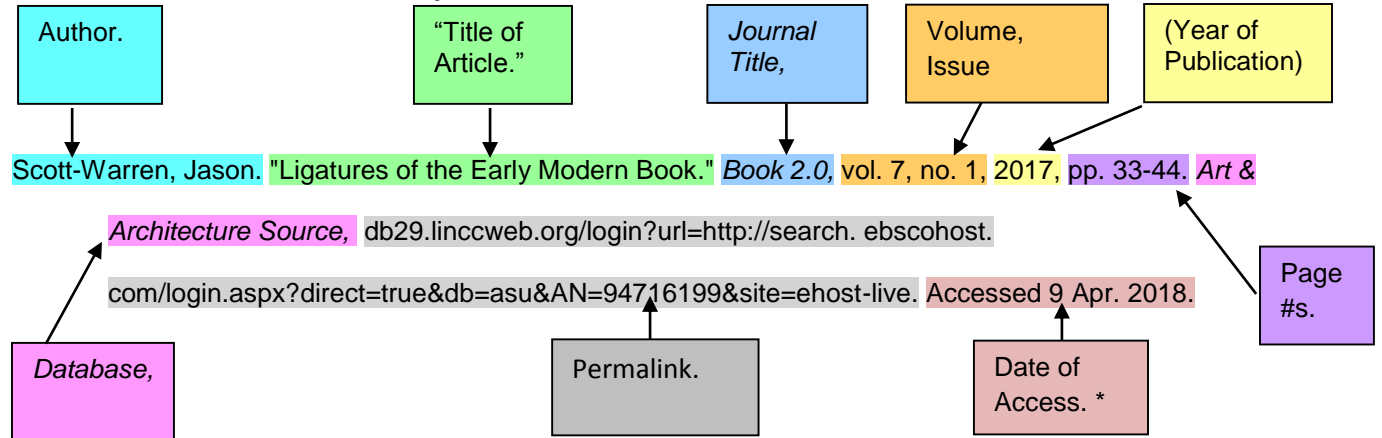 Author.
“Title of
Article.”
Journal
Title,
Volume,
Issue
(Year of
Publication)
Scott-Warren, Jason. "Ligatures of the Early Modern Book." Book 2.0, vol. 7, no. 1, 2017, pp. 33-44. Art &
Architecture Source, db29.linccweb.org/login?url=http://search. ebscohost.
com/login.aspx?direct=true&db=asu&AN=94716199&site=ehost-live. Accessed 9 Apr. 2018.
Page
#s.
Database,
Permalink.
Date of
Access. *